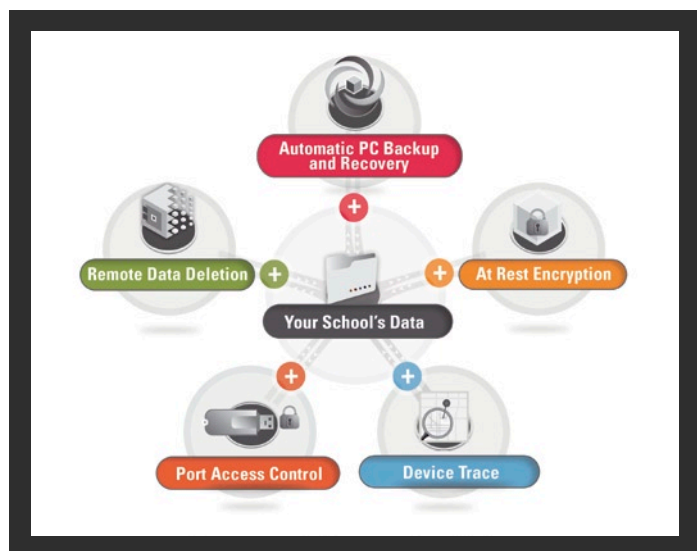 Automatic PC Backup
and Recovery
Remote Data Deletion
At Rest Encryption
Your School's Data
Port Access Control
Device Trace